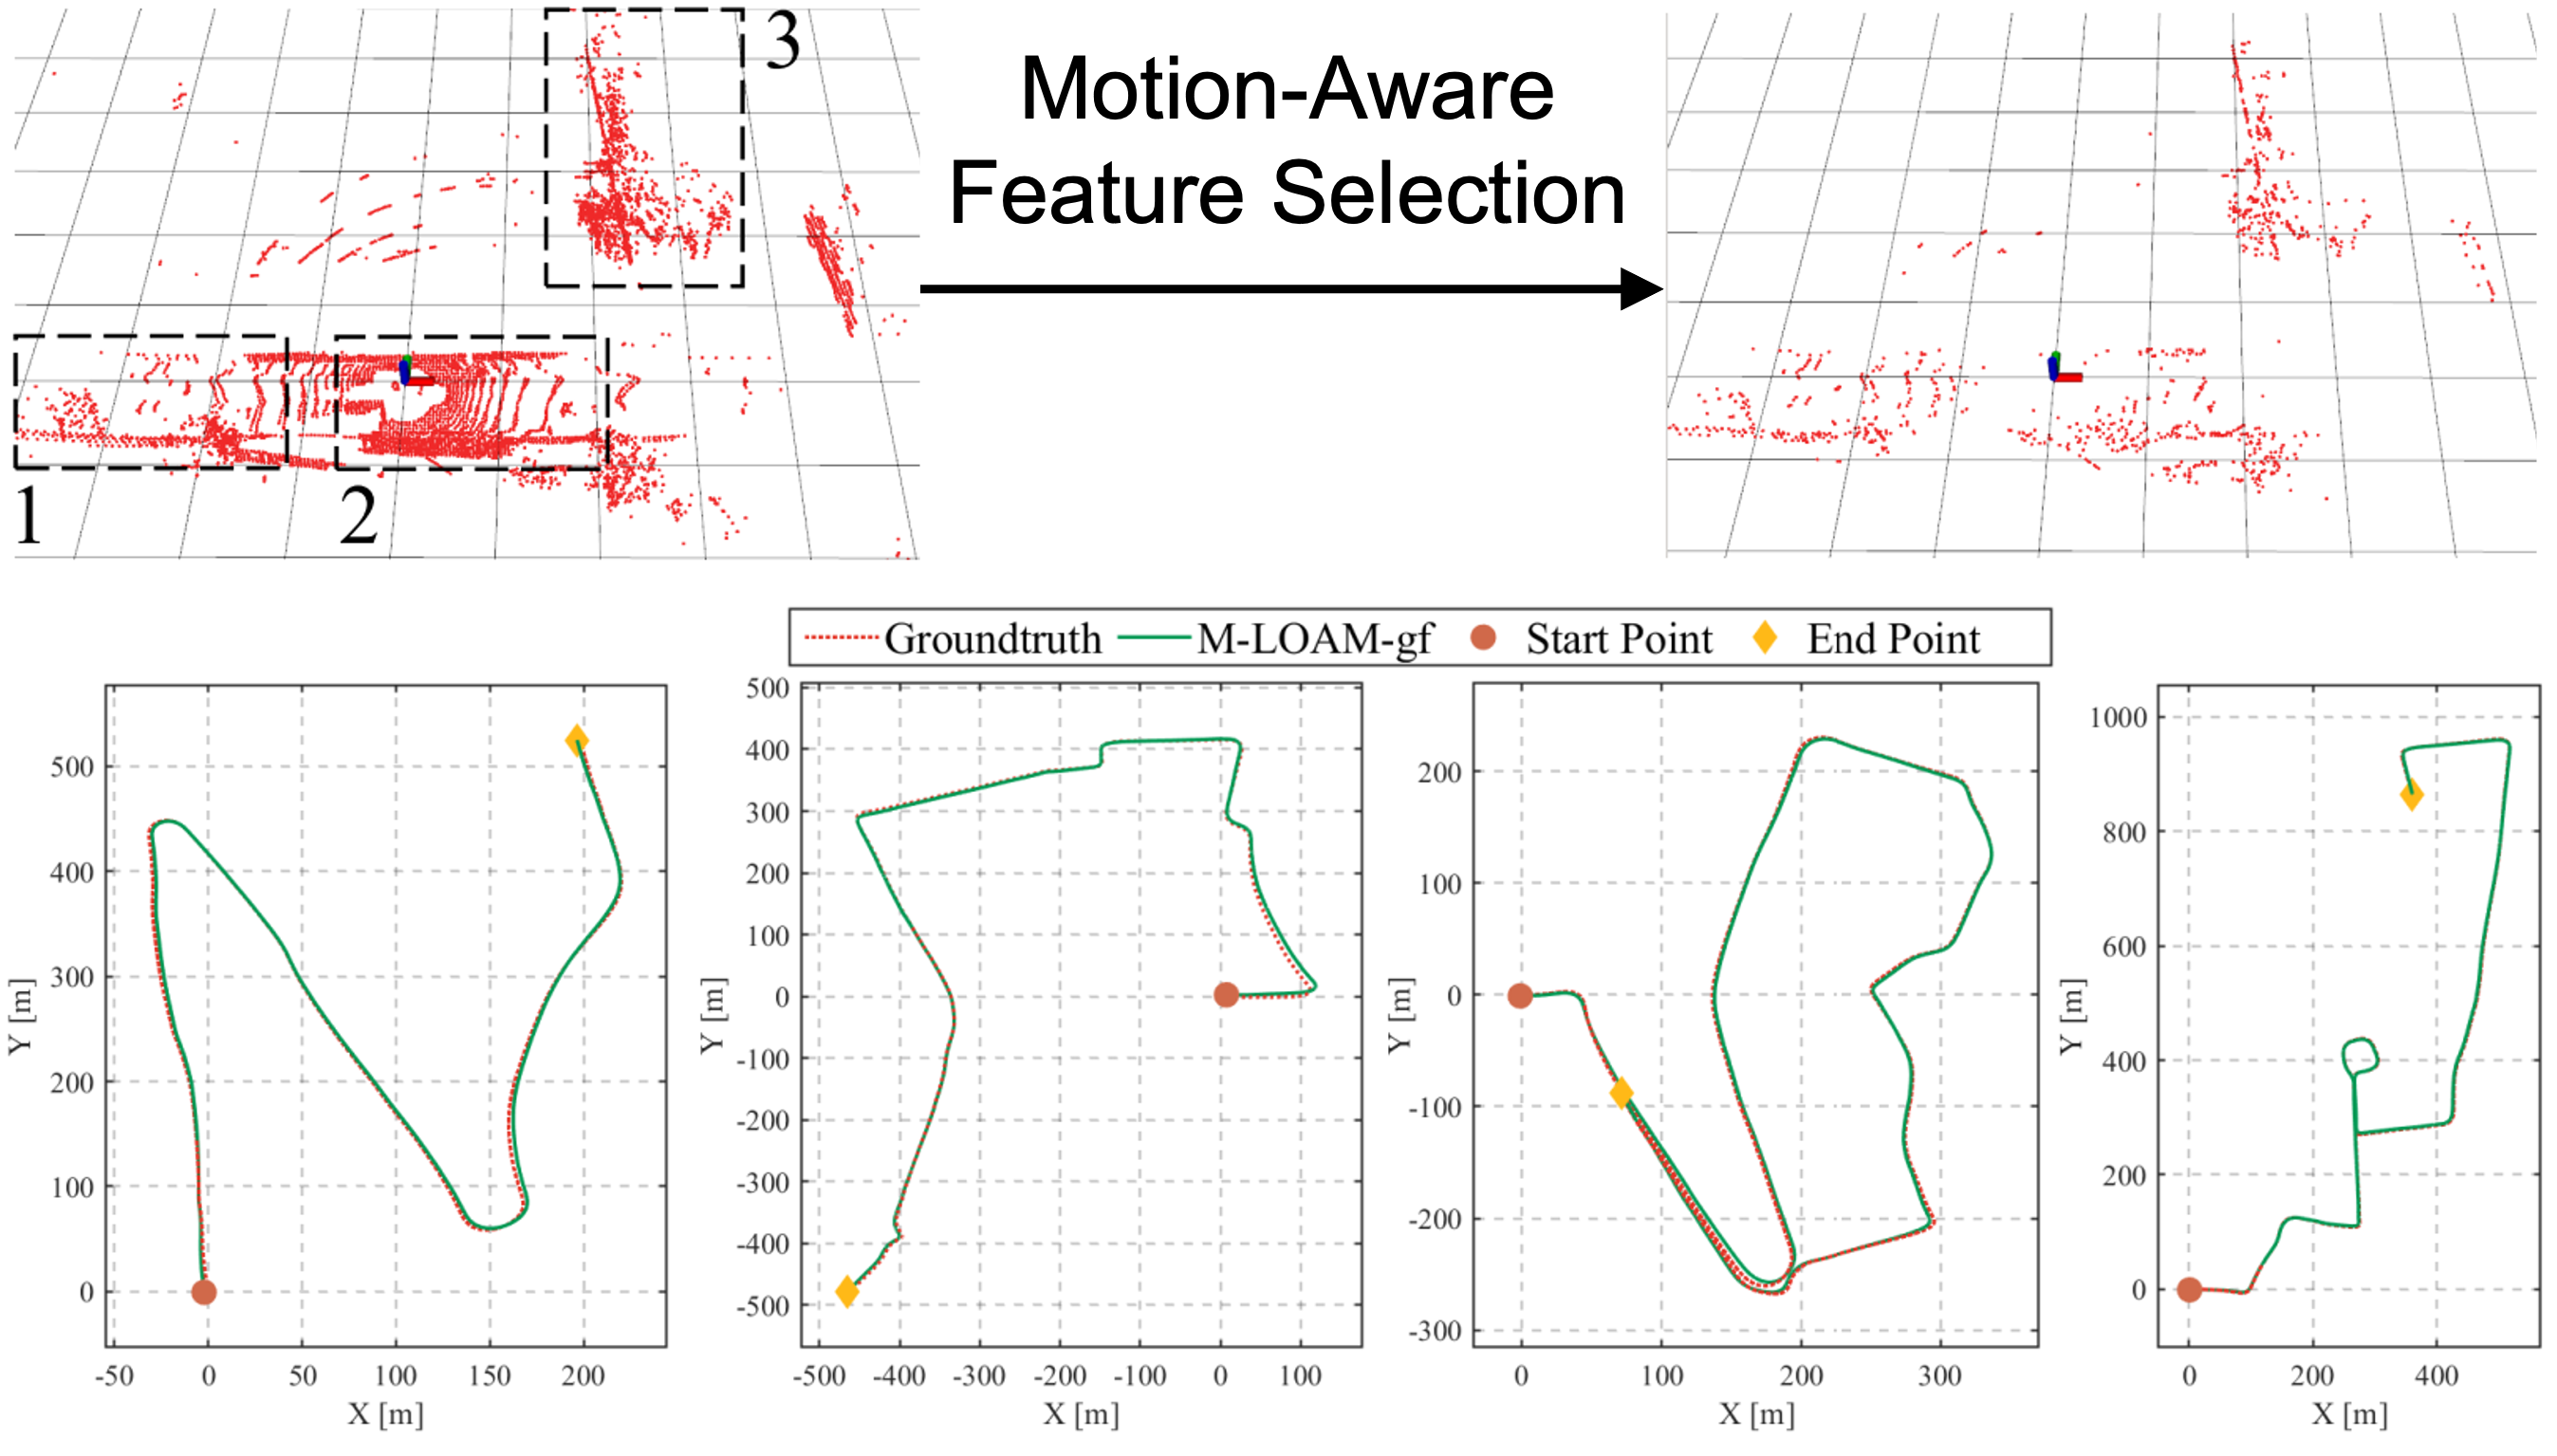 3
Motion-Aware
Feature Selection
1
2
Groundtruth M-LOAM-gf Start Point End Point
500
400
300
200
100
0
-50 0 50 100 150 200
Y [m]
X [m]
500
400
300
200
100
0
-100
-200
-300
-400
-500
-500 -400 -300 -200 -100 0 100
Y [m]
X [m]
200
100
0
-100
-200
-300
0 100 200 300
Y [m]
X [m]
1000
800
600
400
200
0
0 200 400
Y [m]
X [m]